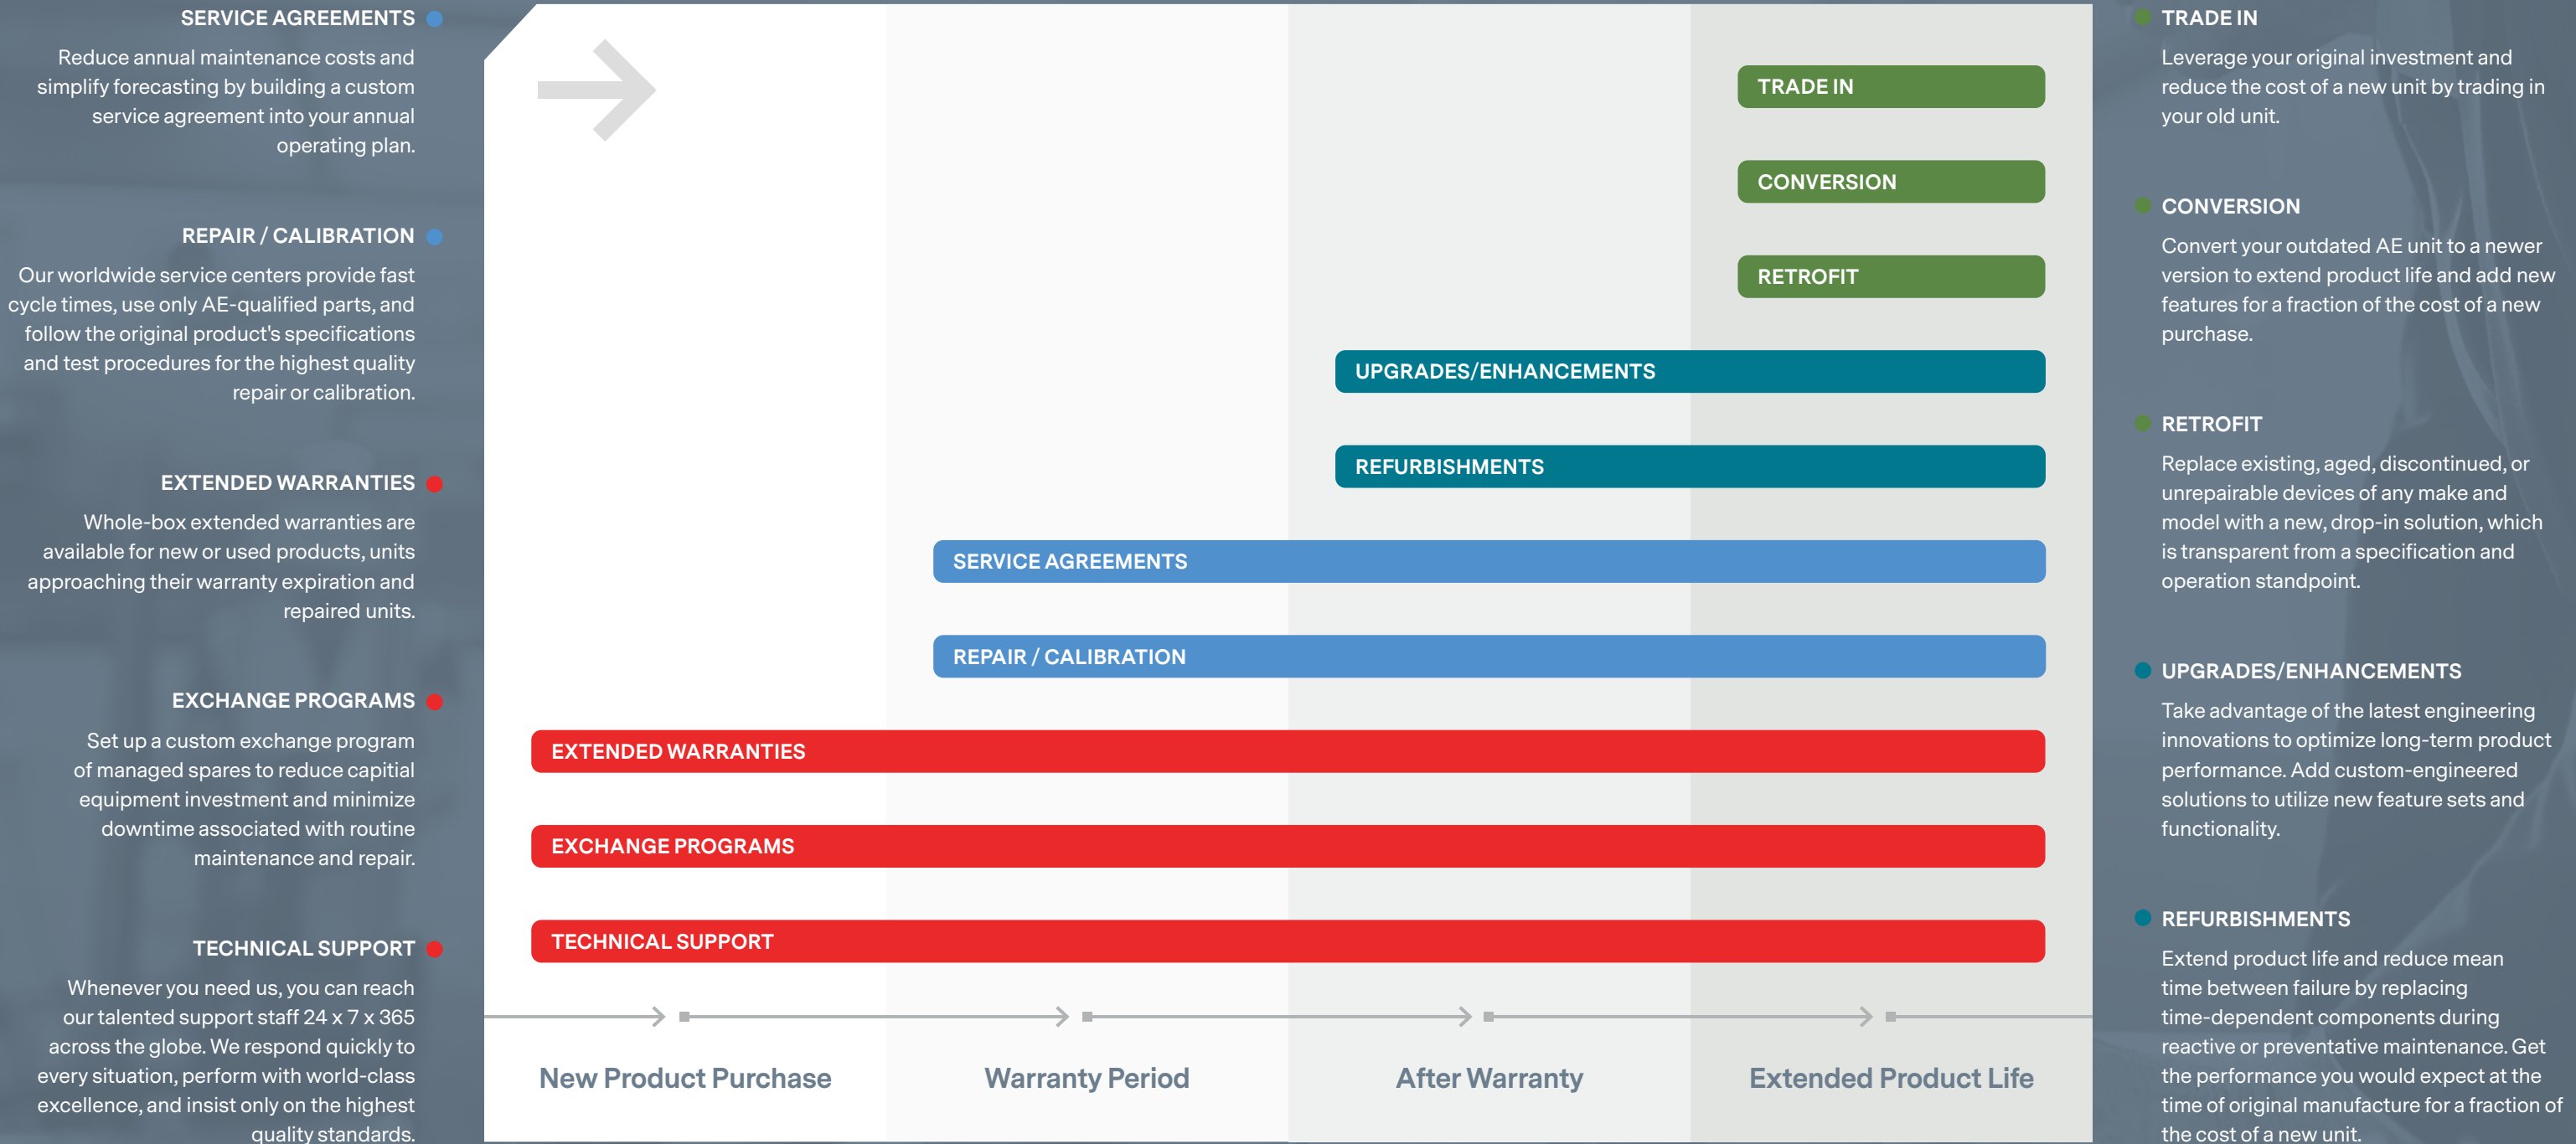 SERVICE AGREEMENTS
Reduce annual maintenance costs and
simplify forecasting by building a custom
service agreement into your annual
operating plan.
REPAIR / CALIBRATION
Our worldwide service centers provide fast
cycle times, use only AE-qualified parts, and
follow the original product's specifications
and test procedures for the highest quality
repair or calibration.
EXTENDED WARRANTIES
Whole-box extended warranties are
available for new or used products, units
approaching their warranty expiration and
repaired units.
EXCHANGE PROGRAMS
Set up a custom exchange program
of managed spares to reduce capitial
equipment investment and minimize
downtime associated with routine
maintenance and repair.
TECHNICAL SUPPORT
Whenever you need us, you can reach
our talented support staff 24 x 7 x 365
across the globe. We respond quickly to
every situation, perform with world-class
excellence, and insist only on the highest
quality standards.
TRADE IN
CONVERSION
RETROFIT
UPGRADES/ENHANCEMENTS
REFURBISHMENTS
SERVICE AGREEMENTS
REPAIR / CALIBRATION
EXTENDED WARRANTIES
EXCHANGE PROGRAMS
TECHNICAL SUPPORT
New Product Purchase
Warranty Period
After Warranty
Extended Product Life
TRADE IN
Leverage your original investment and
reduce the cost of a new unit by trading in
your old unit.
CONVERSION
Convert your outdated AE unit to a newer
version to extend product life and add new
features for a fraction of the cost of a new
purchase.
RETROFIT
Replace existing, aged, discontinued, or
unrepairable devices of any make and
model with a new, drop-in solution, which
is transparent from a specification and
operation standpoint.
UPGRADES/ENHANCEMENTS
Take advantage of the latest engineering
innovations to optimize long-term product
performance. Add custom-engineered
solutions to utilize new feature sets and
functionality.
REFURBISHMENTS
Extend product life and reduce mean
time between failure by replacing
time-dependent components during
reactive or preventative maintenance. Get
the performance you would expect at the
time of original manufacture for a fraction of
the cost of a new unit.